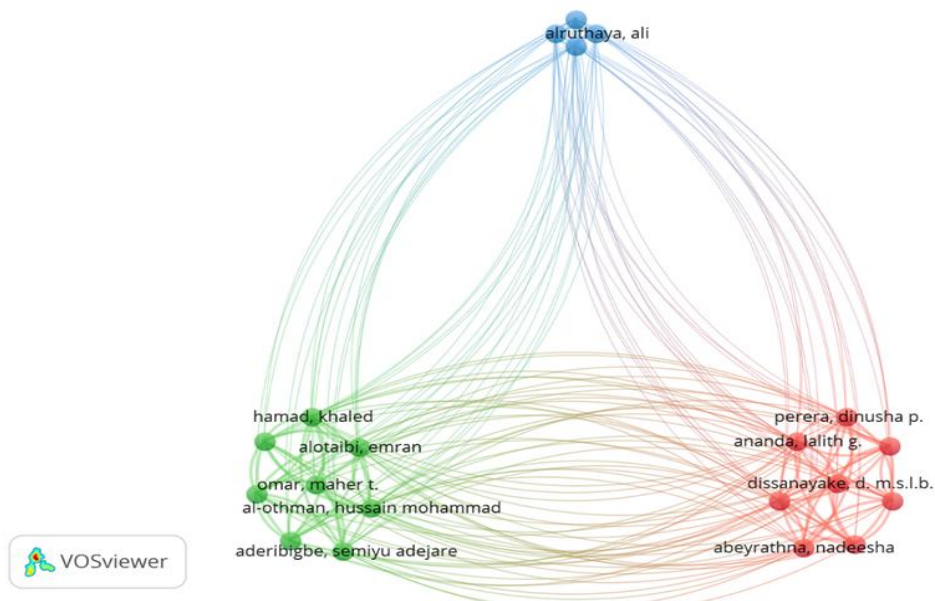 alruthaya, ali
hamad, khaled
perera, dinusha p.
alotaibi, emran
ananda, lalith g.
omar, maher t.
dissanayake, d. m.s.l.b.
al-othman, hussain mohammad
aderibigbe, semiyu adejare
abeyrathna, nadeesha
VOSviewer